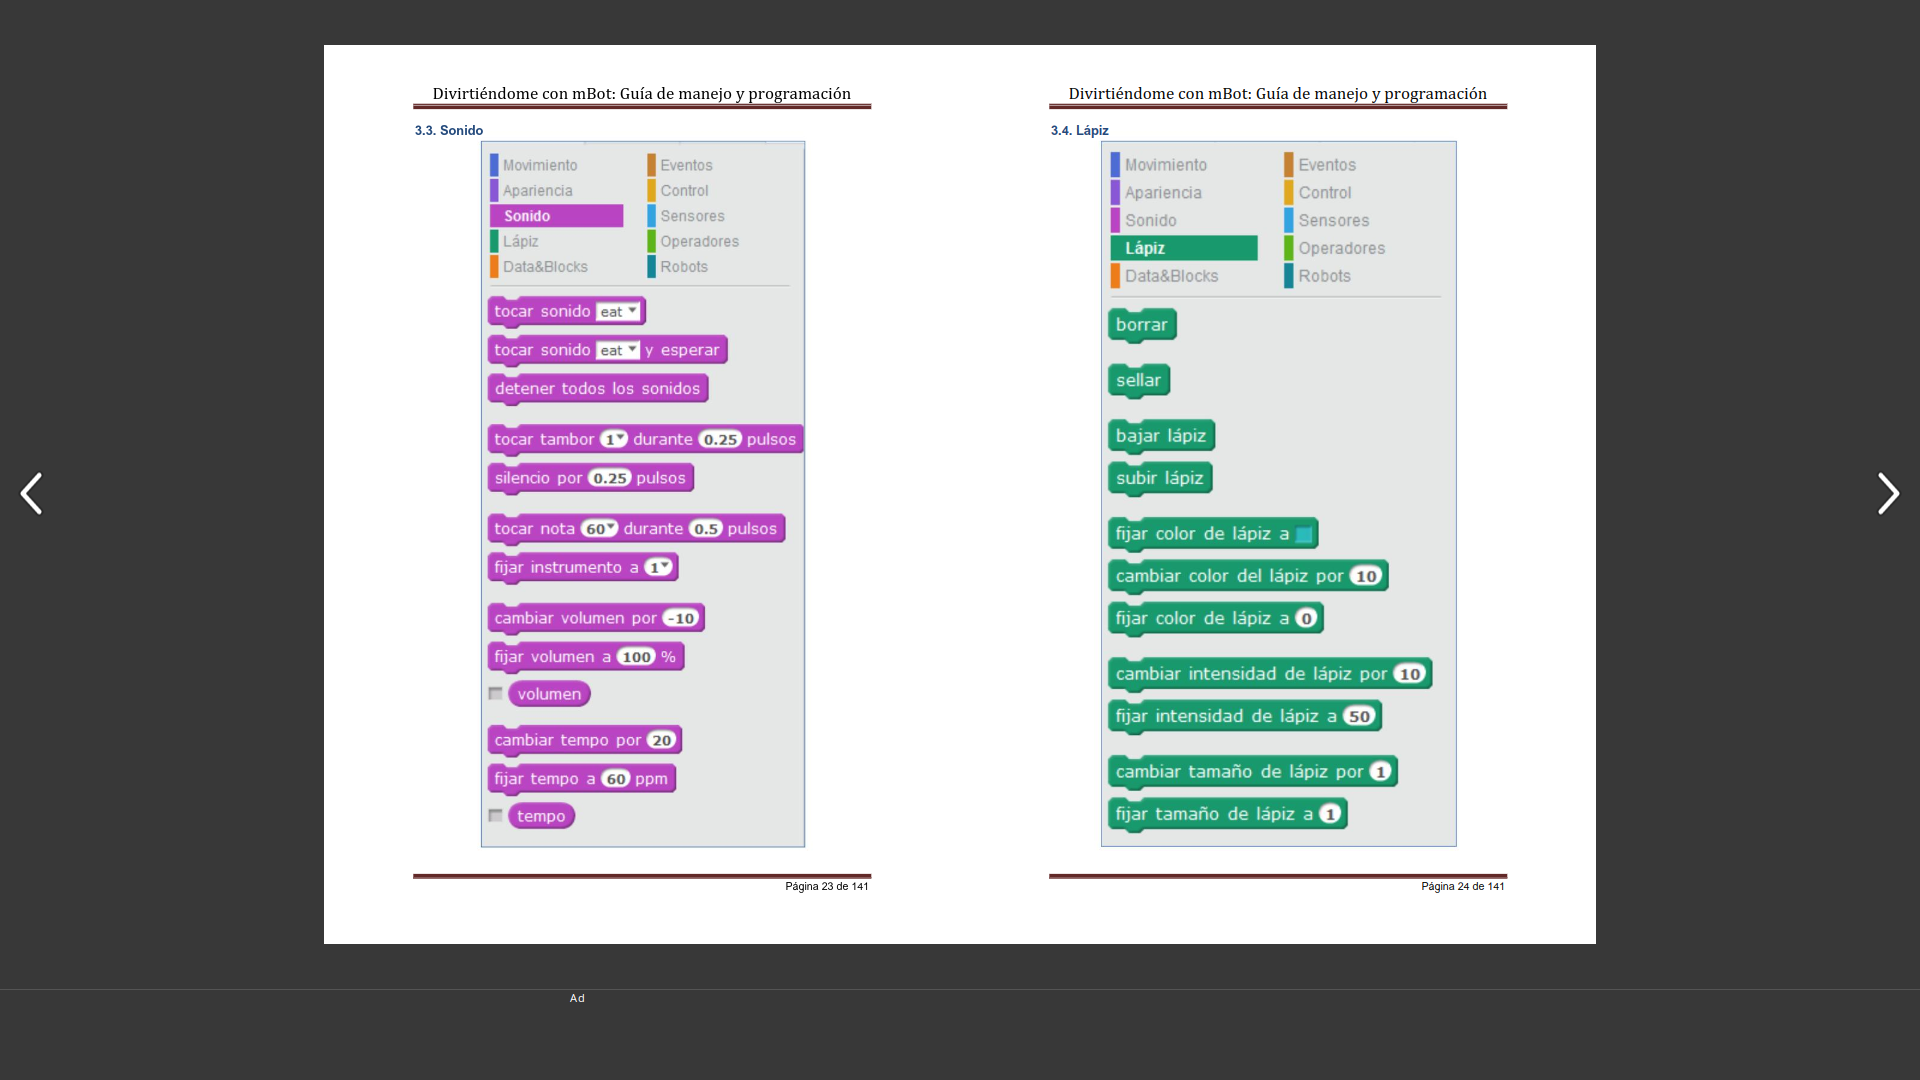 Divirtiéndome con mBot: Guía de manejo y programación
3.3. Sonido
Movimiento Eventos
Apariencia Control
Sonido Sensores
Lápiz Operadores
Data&Blocks Robots
tocar sonido eat
tocar sonido eat y esperar
detener todos los sonidos
tocar tambor 1 durante 0.25 pulsos
silencio por 0.25 pulsos
tocar nota 60 durante 0.5 pulsos
fijar instrumento a 1
cambiar volumen por -10
fijar volumen a 100 %
volumen
cambiar tempo por 20
fijar tempo a 60 ppm
tempo
Página 23 de 141
Divirtiéndome con mBot: Guía de manejo y programación
3.4. Lápiz
Movimiento Eventos
Apariencia Control
Sonido Sensores
Lápiz Operadores
Data&Blocks Robots
borrar
sellar
bajar lápiz
subir lápiz
fijar color de lápiz a
cambiar color del lápiz por 10
fijar color de lápiz a 0
cambiar intensidad de lápiz por 10
fijar intensidad de lápiz a 50
cambiar tamaño de lápiz por 1
fijar tamaño de lápiz a 1
Página 24 de 141
Ad